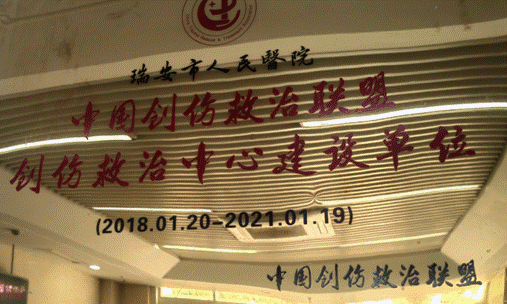 瑞安市人民醫院
中国创伤救治联盟
创伤救治中心建设单位
(2018.01.20-2021.01.19)
中国创伤救治联盟